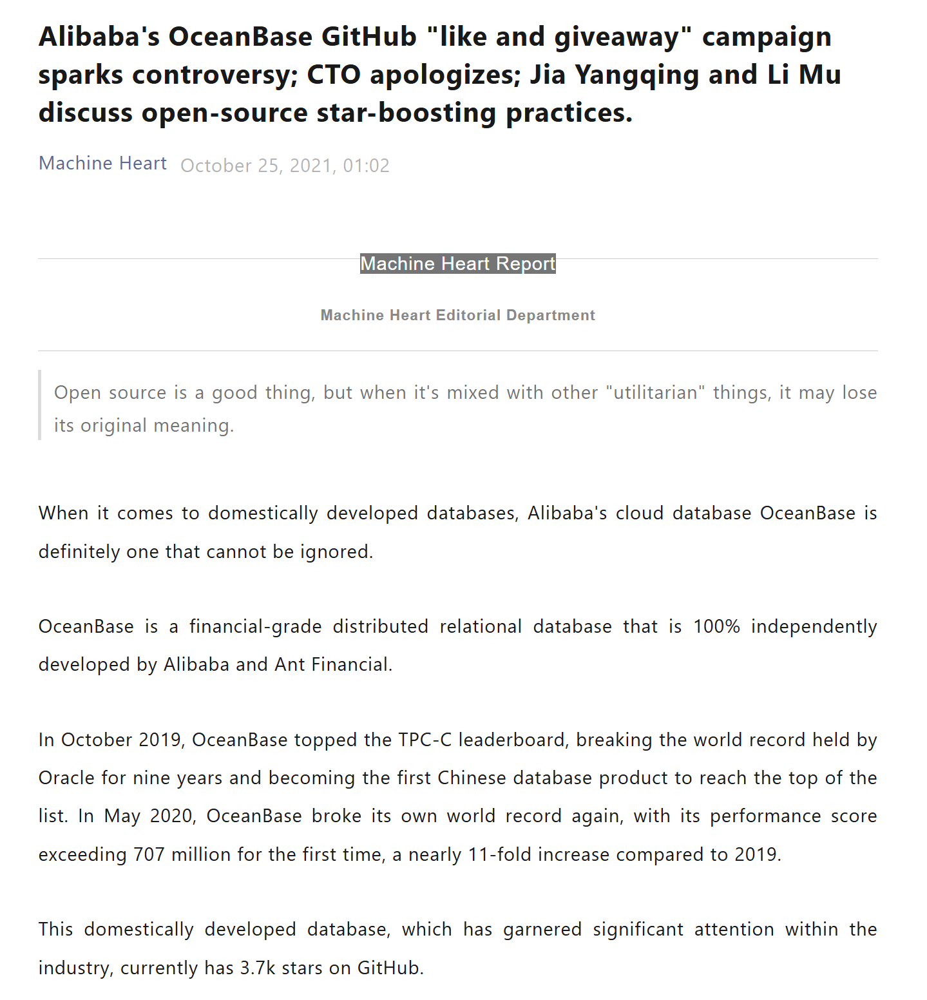 Alibaba's OceanBase GitHub "like and giveaway" campaign
sparks controversy; CTO apologizes; Jia Yangqing and Li Mu
discuss open-source star-boosting practices.
Machine Heart October 25, 2021, 01:02
Machine Heart Report
Machine Heart Editorial Department
Open source is a good thing, but when it's mixed with other "utilitarian" things, it may lose
its original meaning.
When it comes to domestically developed databases, Alibaba's cloud database OceanBase is
definitely one that cannot be ignored.
OceanBase is a financial-grade distributed relational database that is 100% independently
developed by Alibaba and Ant Financial.
In October 2019, OceanBase topped the TPC-C leaderboard, breaking the world record held by
Oracle for nine years and becoming the first Chinese database product to reach the top of the
list. In May 2020, OceanBase broke its own world record again, with its performance score
exceeding 707 million for the first time, a nearly 11-fold increase compared to 2019.
This domestically developed database, which has garnered significant attention within the
industry, currently has 3.7k stars on GitHub.